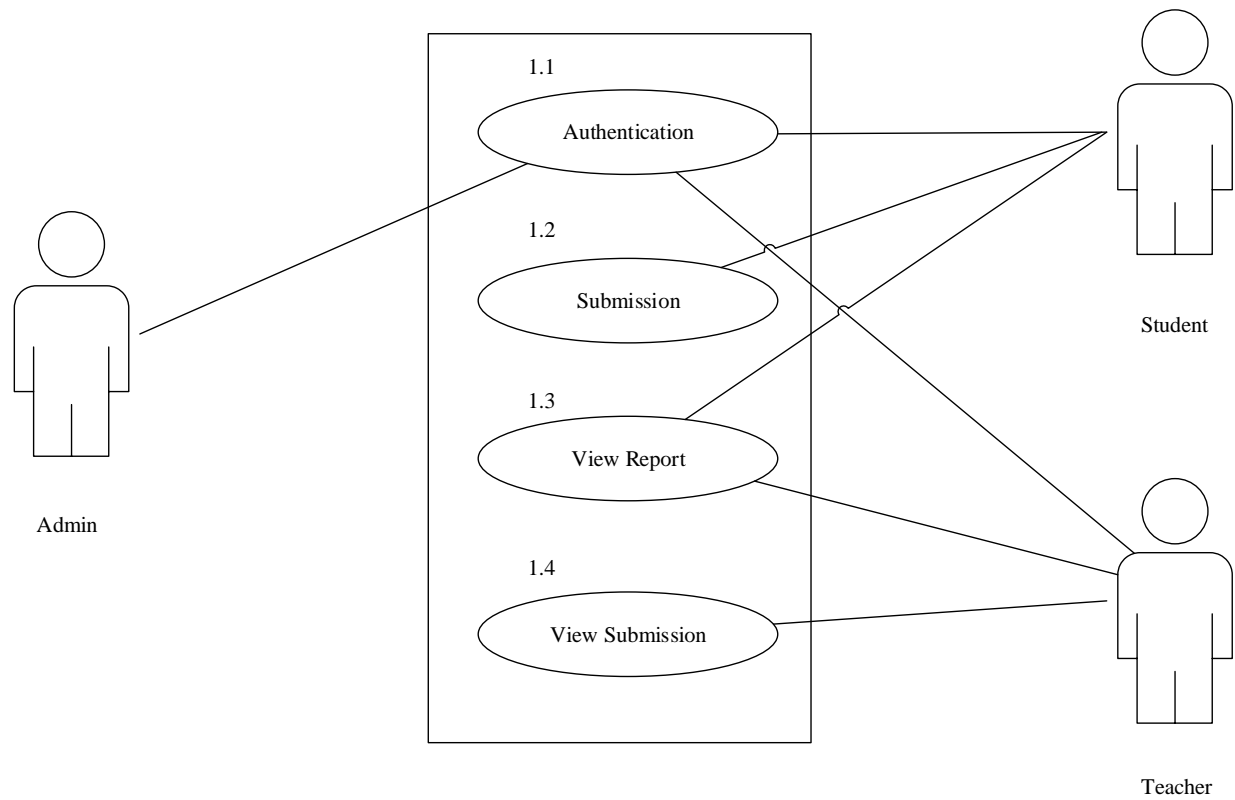 1.1
Authentication
1.2
Submission
Student
1.3
View Report
Admin
1.4
View Submission
Teacher